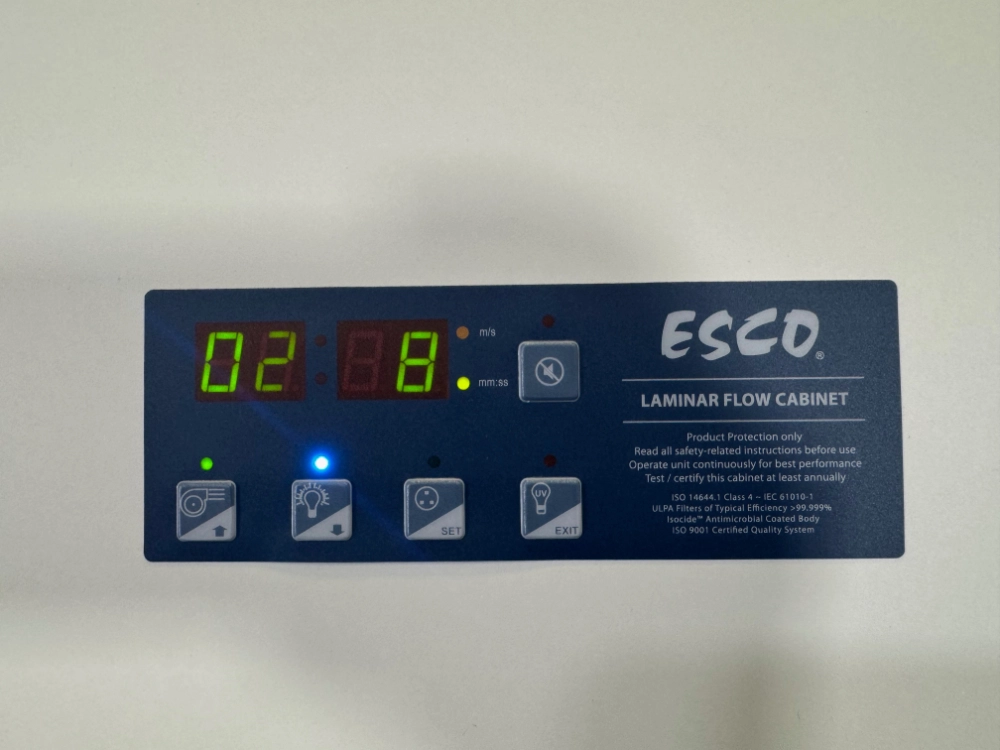 02 8
m/s
mm:ss
SET
UV
EXIT
ESCO®
LAMINAR FLOW CABINET
Product Protection only
Read all safety-related instructions before use
Operate unit continuously for best performance
Test / certify this cabinet at least annually
ISO 14644.1 Class 4 ~ IEC 61010-1
ULPA Filters of Typical Efficiency >99.999%
Isocide™ Antimicrobial Coated Body
ISO 9001 Certified Quality System